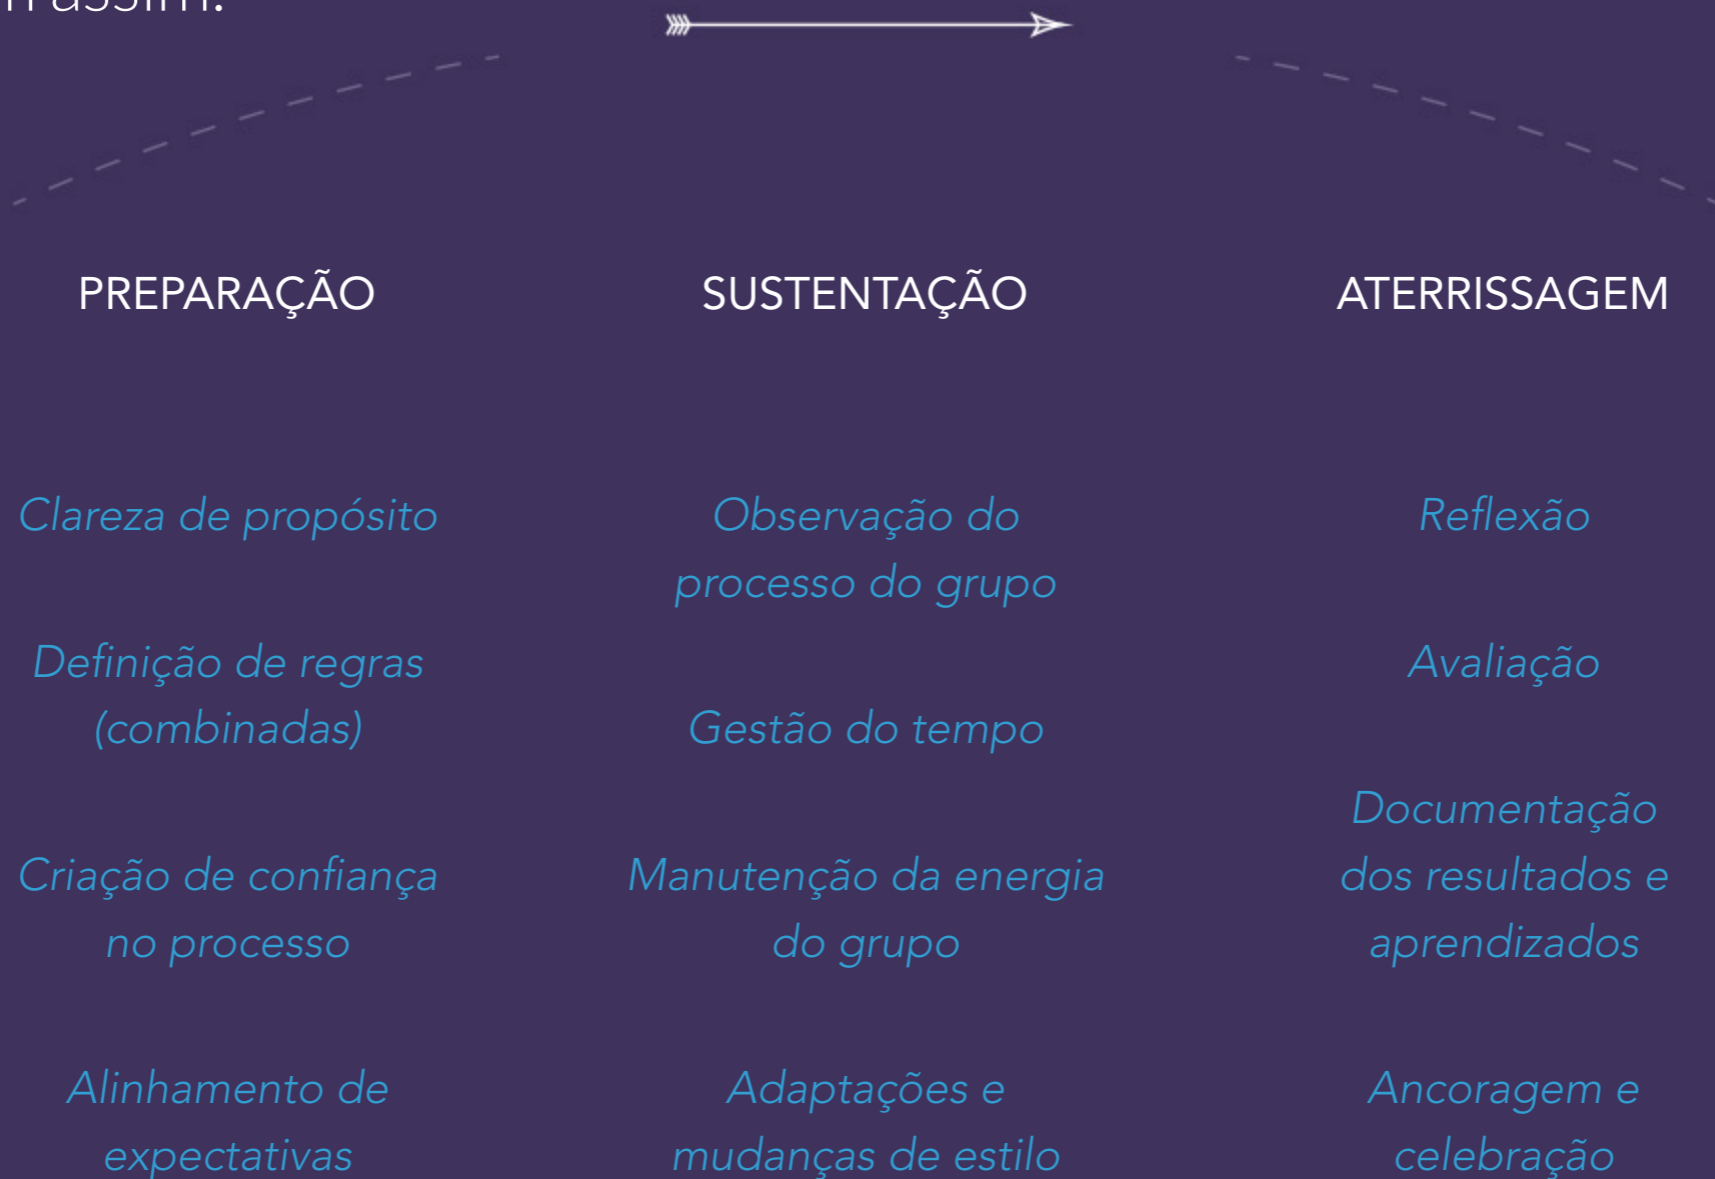 assim.
PREPARAÇÃO
SUSTENTAÇÃO
ATERRISSAGEM
Clareza de propósito
Definição de regras
(combinadas)
Criação de confiança
no processo
Alinhamento de
expectativas
Observação do
processo do grupo
Gestão do tempo
Manutenção da energia
do grupo
Adaptações e
mudanças de estilo
Reflexão
Avaliação
Documentação
dos resultados e
aprendizados
Ancoragem e
celebração